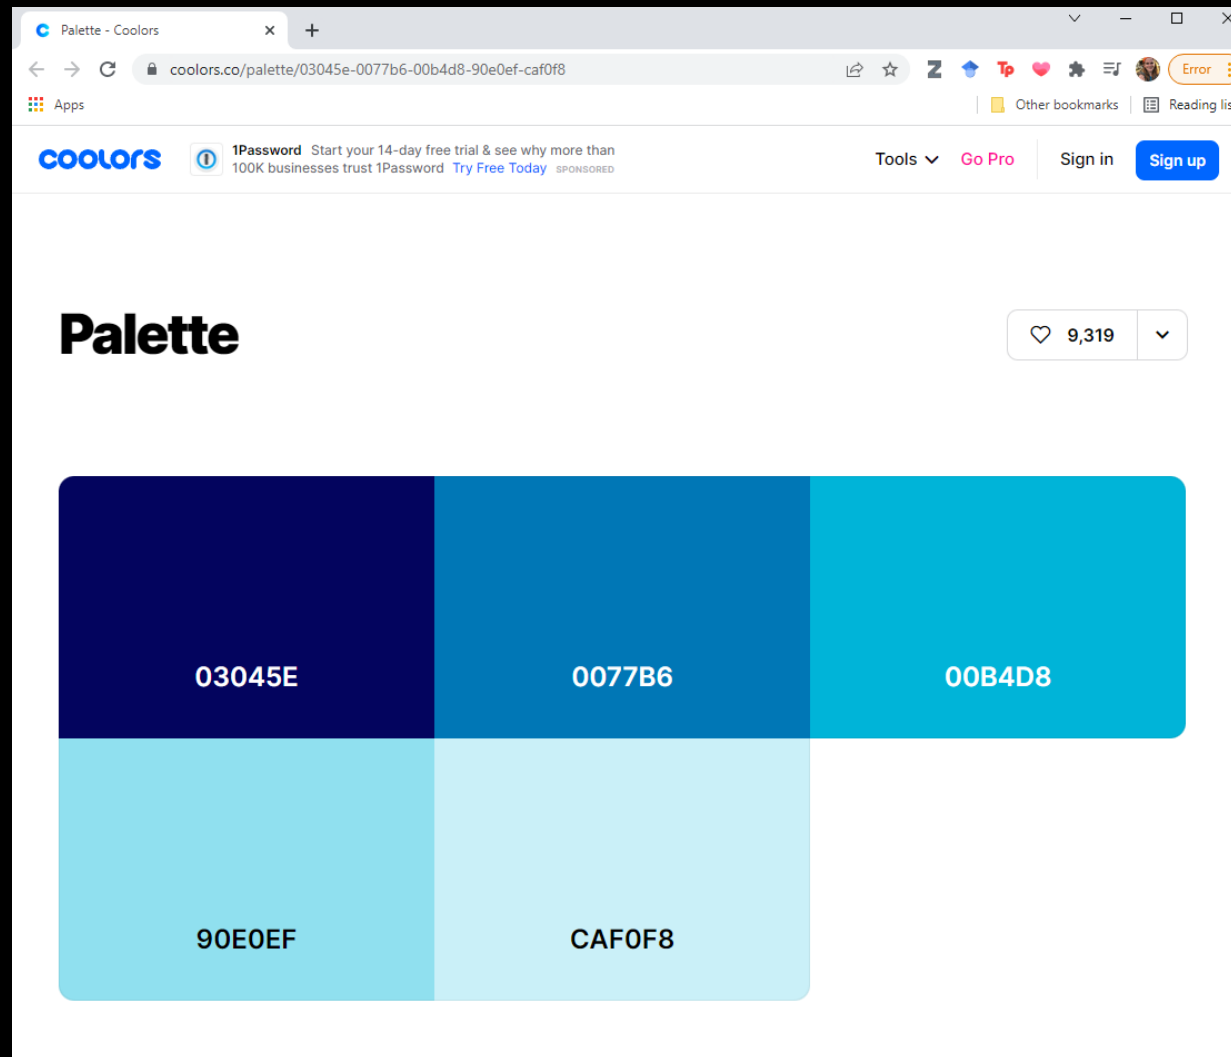 Palette - Coolors
coolors.co/palette/03045e-0077b6-00b4d8-90e0ef-caf0f8
Z Tp Error
Apps Other bookmarks Reading lis
coolors 1Password Start your 14-day free trial & see why more than
100K businesses trust 1Password Try Free Today SPONSORED
Tools Go Pro Sign in Sign up
Palette
9,319
03045E 0077B6 00B4D8
90E0EF CAF0F8